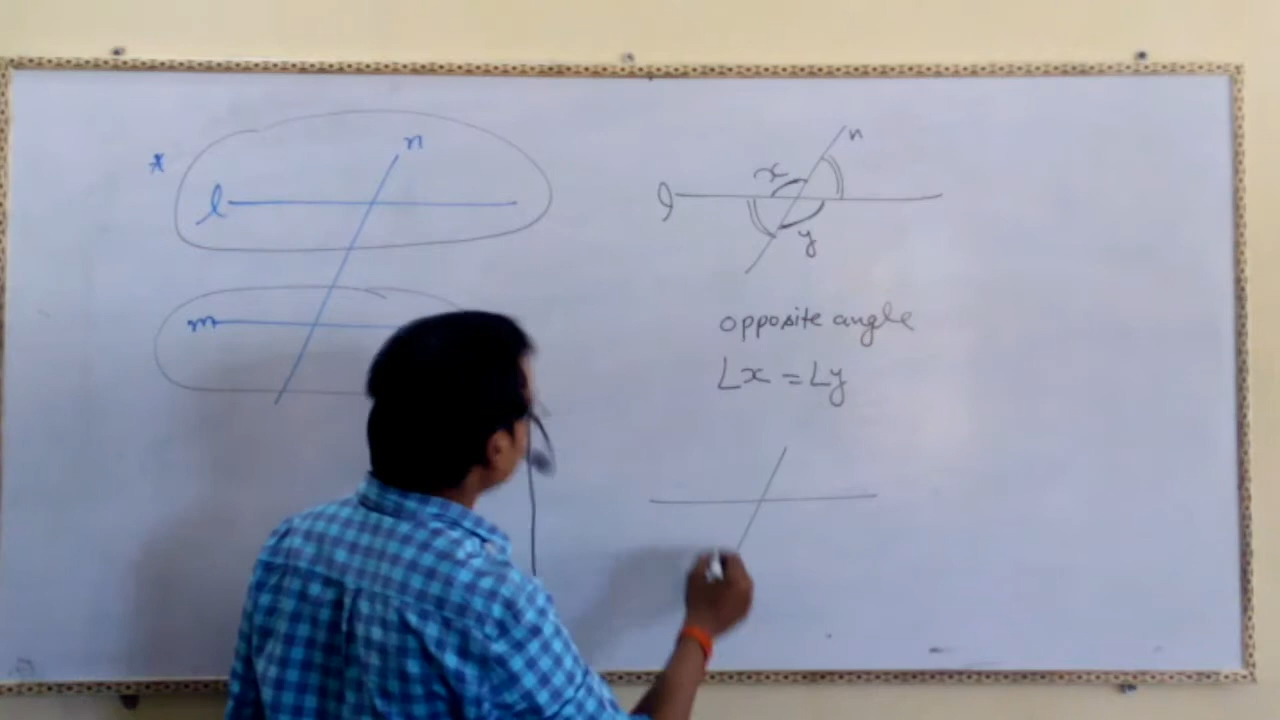 *
n
l
m
n
x
l
y
opposite angle
∠x = ∠y